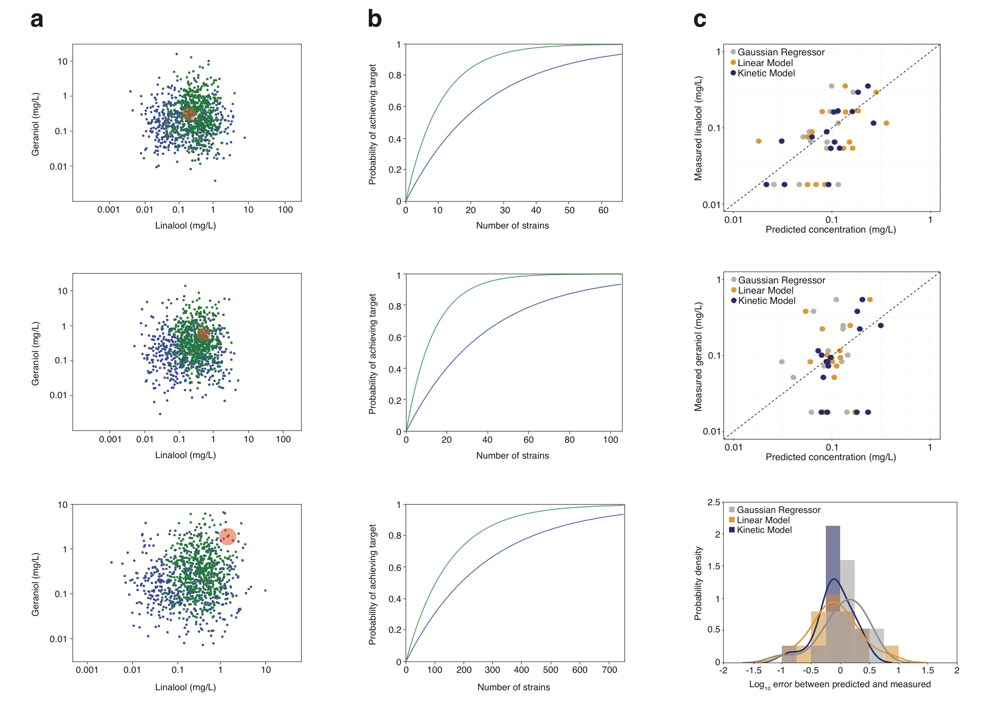 a
b
c
10
1
0.1
0.01
Geraniol (mg/L)
0.001 0.01 0.1 1 10 100
Linalool (mg/L)
1
0.8
0.6
0.4
0.2
0
Probability of achieving target
0 10 20 30 40 50 60
Number of strains
Gaussian Regressor
Linear Model
Kinetic Model
1
0.1
0.01
Measured linalool (mg/L)
0.01 0.1 1
Predicted concentration (mg/L)
10
1
0.1
0.01
Geraniol (mg/L)
0.001 0.01 0.1 1 10 100
Linalool (mg/L)
1
0.8
0.6
0.4
0.2
0
Probability of achieving target
0 20 40 60 80 100
Number of strains
Gaussian Regressor
Linear Model
Kinetic Model
1
0.1
0.01
Measured geraniol (mg/L)
0.01 0.1 1
Predicted concentration (mg/L)
10
1
0.1
0.01
Geraniol (mg/L)
0.001 0.01 0.1 1 10
Linalool (mg/L)
1
0.8
0.6
0.4
0.2
0
Probability of achieving target
0 100 200 300 400 500 600 700
Number of strains
Gaussian Regressor
Linear Model
Kinetic Model
2.5
2
1.5
1
0.5
0
Probability density
-2 -1.5 -1 -0.5 0 0.5 1 1.5 2
Log10 error between predicted and measured